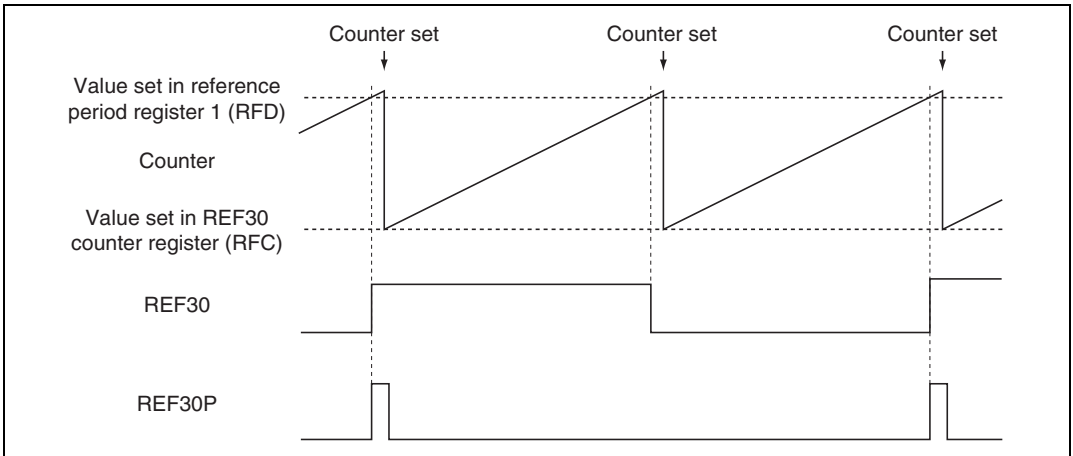 Counter set
Counter set
Counter set
Value set in reference
period register 1 (RFD)
Counter
Value set in REF30
counter register (RFC)
REF30
REF30P